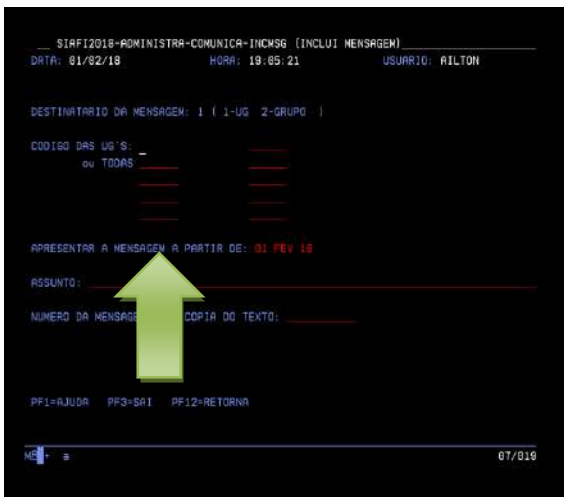 __ SIAFI2018-ADMINISTRA-COMUNICA-INCMSG (INCLUI MENSAGEM)
DATA: 01/02/18 HORA: 19:05:21 USUARIO: AILTON
DESTINATARIO DA MENSAGEM: 1 ( 1-UG 2-GRUPO )
CODIGO DAS UG'S: _
ou TODAS
APRESENTAR A MENSAGEM A PARTIR DE: 01 FEV 18
ASSUNTO:
NUMERO DA MENSAGE COPIA DO TEXTO:
PF1=AJUDA PF3=SAI PF12=RETORNA
+ a 07/019